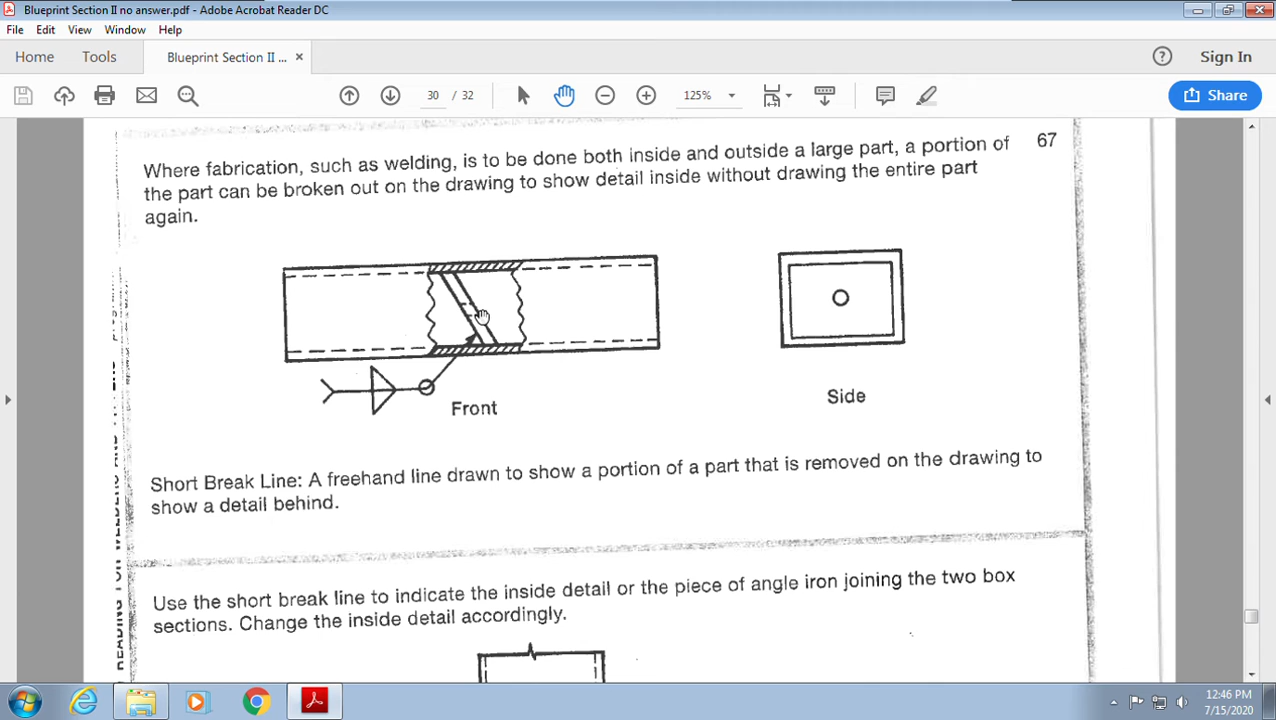 Blueprint Section II no answer.pdf - Adobe Acrobat Reader DC
File Edit View Window Help
Home Tools Blueprint Section II ... × Sign In
30 / 32 125% Share
Where fabrication, such as welding, is to be done both inside and outside a large part, a portion of 67
the part can be broken out on the drawing to show detail inside without drawing the entire part
again.
Front
Side
Short Break Line: A freehand line drawn to show a portion of a part that is removed on the drawing to
show a detail behind.
Use the short break line to indicate the inside detail or the piece of angle iron joining the two box
sections. Change the inside detail accordingly.
12:46 PM
7/15/2020